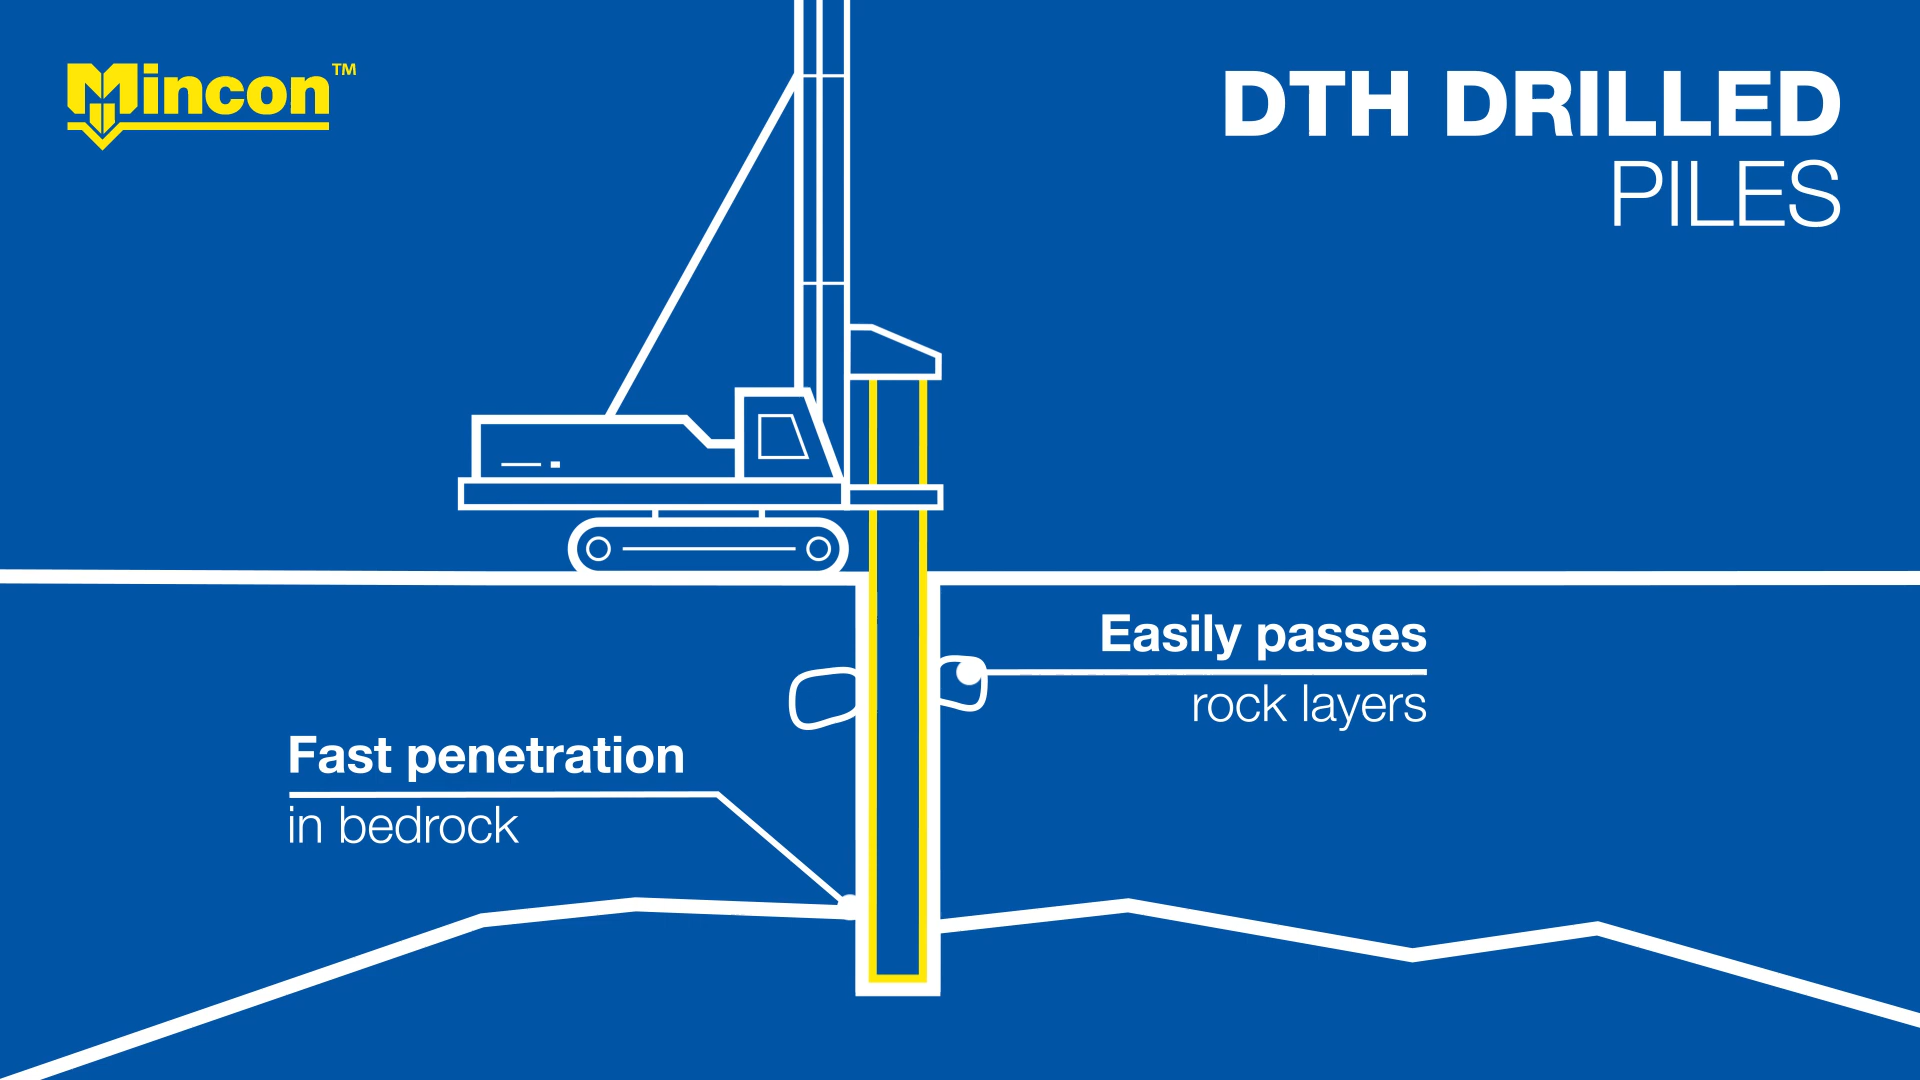 Mincon™
DTH DRILLED
PILES
Easily passes
rock layers
Fast penetration
in bedrock